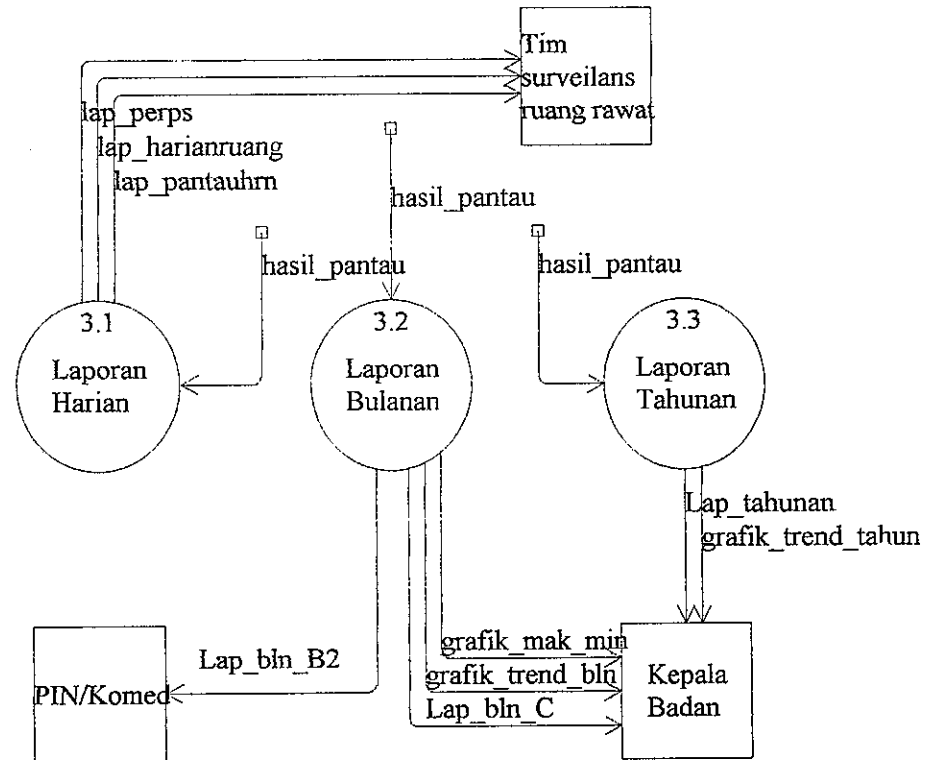 Tim
surveilans
ruang rawat
lap_perps
lap_harianruang
lap_pantauhrn
hasil_pantau
hasil_pantau
hasil_pantau
3.1
Laporan
Harian
3.2
Laporan
Bulanan
3.3
Laporan
Tahunan
Lap_tahunan
grafik_trend_tahun
PIN/Komed
Lap_bln_B2
grafik_mak_min
grafik_trend_bln
Lap_bln_C
Kepala
Badan